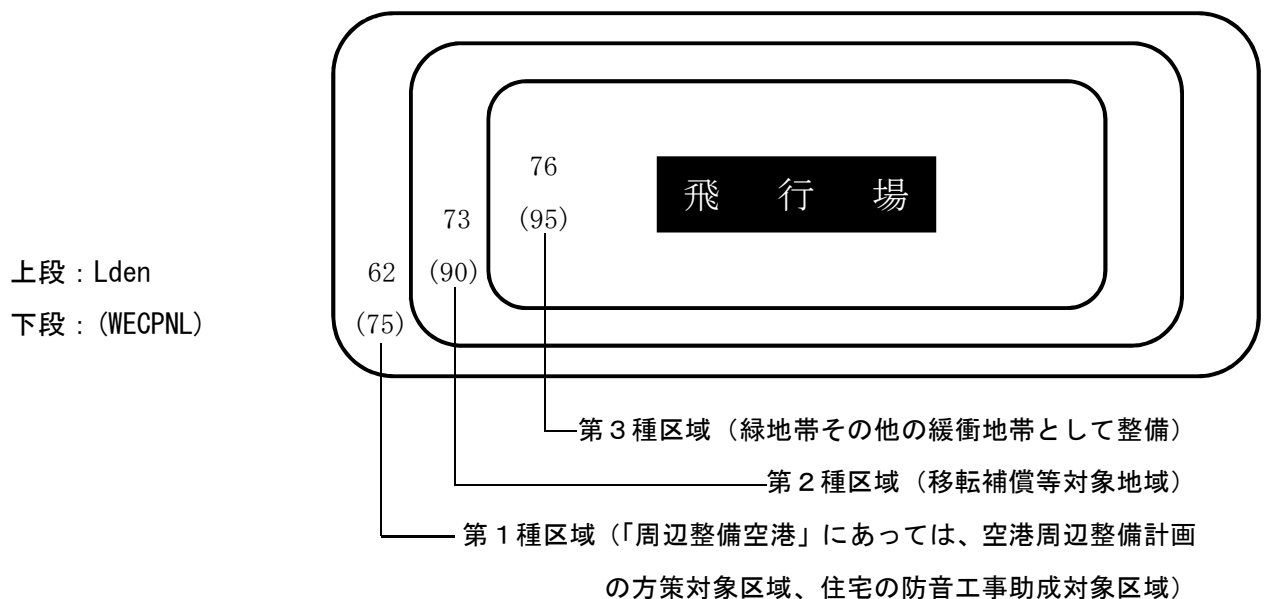 76
飛 行 場
73
(95)
上段：Lden
62
(90)
下段：(WECPNL)
(75)
第３種区域（緑地帯その他の緩衝地帯として整備）
第２種区域（移転補償等対象地域）
第１種区域（「周辺整備空港」にあっては、空港周辺整備計画
の方策対象区域、住宅の防音工事助成対象区域）